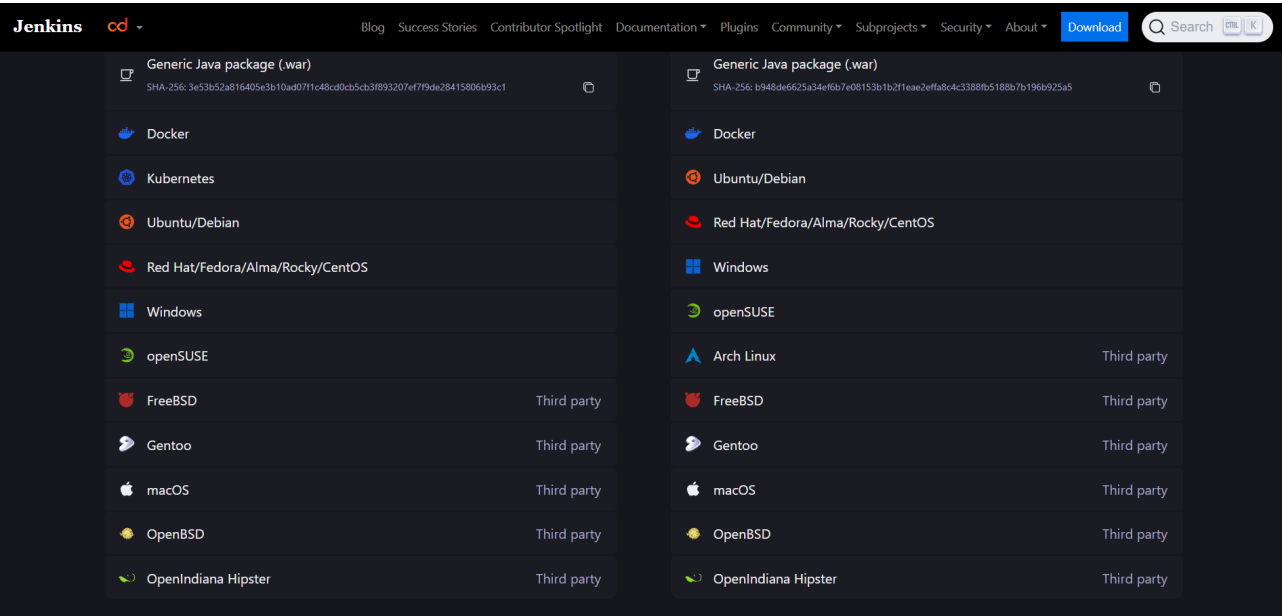 Jenkins cd Blog Success Stories Contributor Spotlight Documentation Plugins Community Subprojects Security About Download Search CTRL K
Generic Java package (.war)
SHA-256: 3e53b52a816405e3b10ad07f1c48cd0cb5cb3f893207ef7f9de28415806b93c1
Docker
Kubernetes
Ubuntu/Debian
Red Hat/Fedora/Alma/Rocky/CentOS
Windows
openSUSE
FreeBSD Third party
Gentoo Third party
macOS Third party
OpenBSD Third party
OpenIndiana Hipster Third party
Generic Java package (.war)
SHA-256: b948de6625a34ef6b7e08153b1b2f1eae2effa8c4c3388fb5188b7b196b925a5
Docker
Ubuntu/Debian
Red Hat/Fedora/Alma/Rocky/CentOS
Windows
openSUSE
Arch Linux Third party
FreeBSD Third party
Gentoo Third party
macOS Third party
OpenBSD Third party
OpenIndiana Hipster Third party